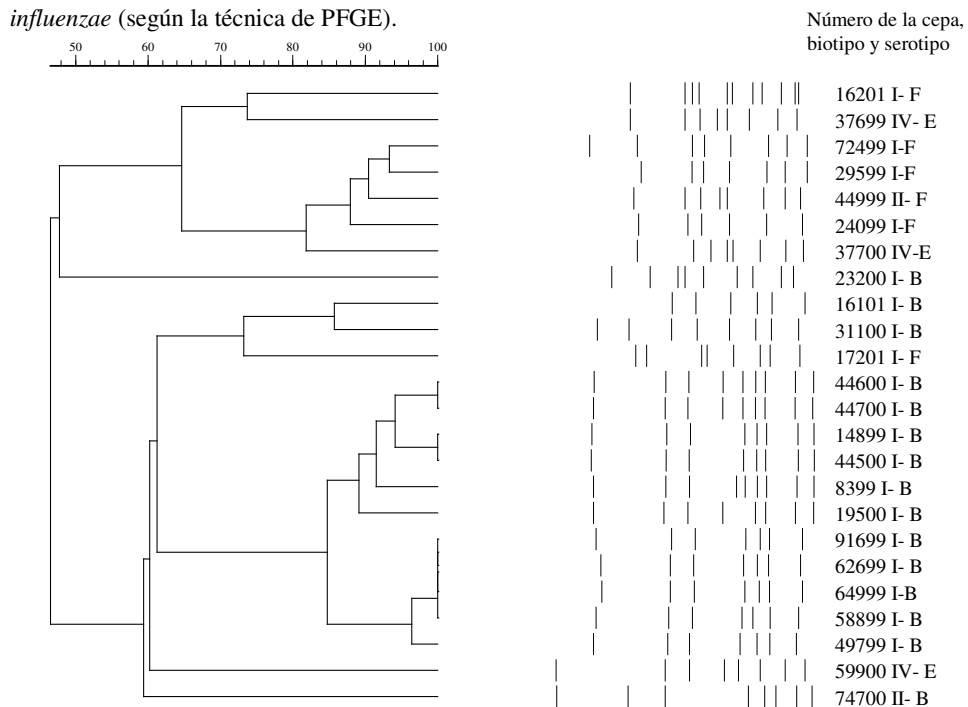 influenzae (según la técnica de PFGE).
Número de la cepa,
biotipo y serotipo
50 60 70 80 90 100
16201 I- F
37699 IV- E
72499 I-F
29599 I-F
44999 II- F
24099 I-F
37700 IV-E
23200 I- B
16101 I- B
31100 I- B
17201 I- F
44600 I- B
44700 I- B
14899 I- B
44500 I- B
8399 I- B
19500 I- B
91699 I- B
62699 I- B
64999 I-B
58899 I- B
49799 I- B
59900 IV- E
74700 II- B